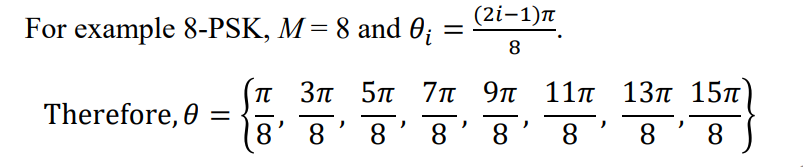 For example 8-PSK, M = 8 and θᵢ = (2i−1)π/8.
Therefore, θ = {π/8, 3π/8, 5π/8, 7π/8, 9π/8, 11π/8, 13π/8, 15π/8}